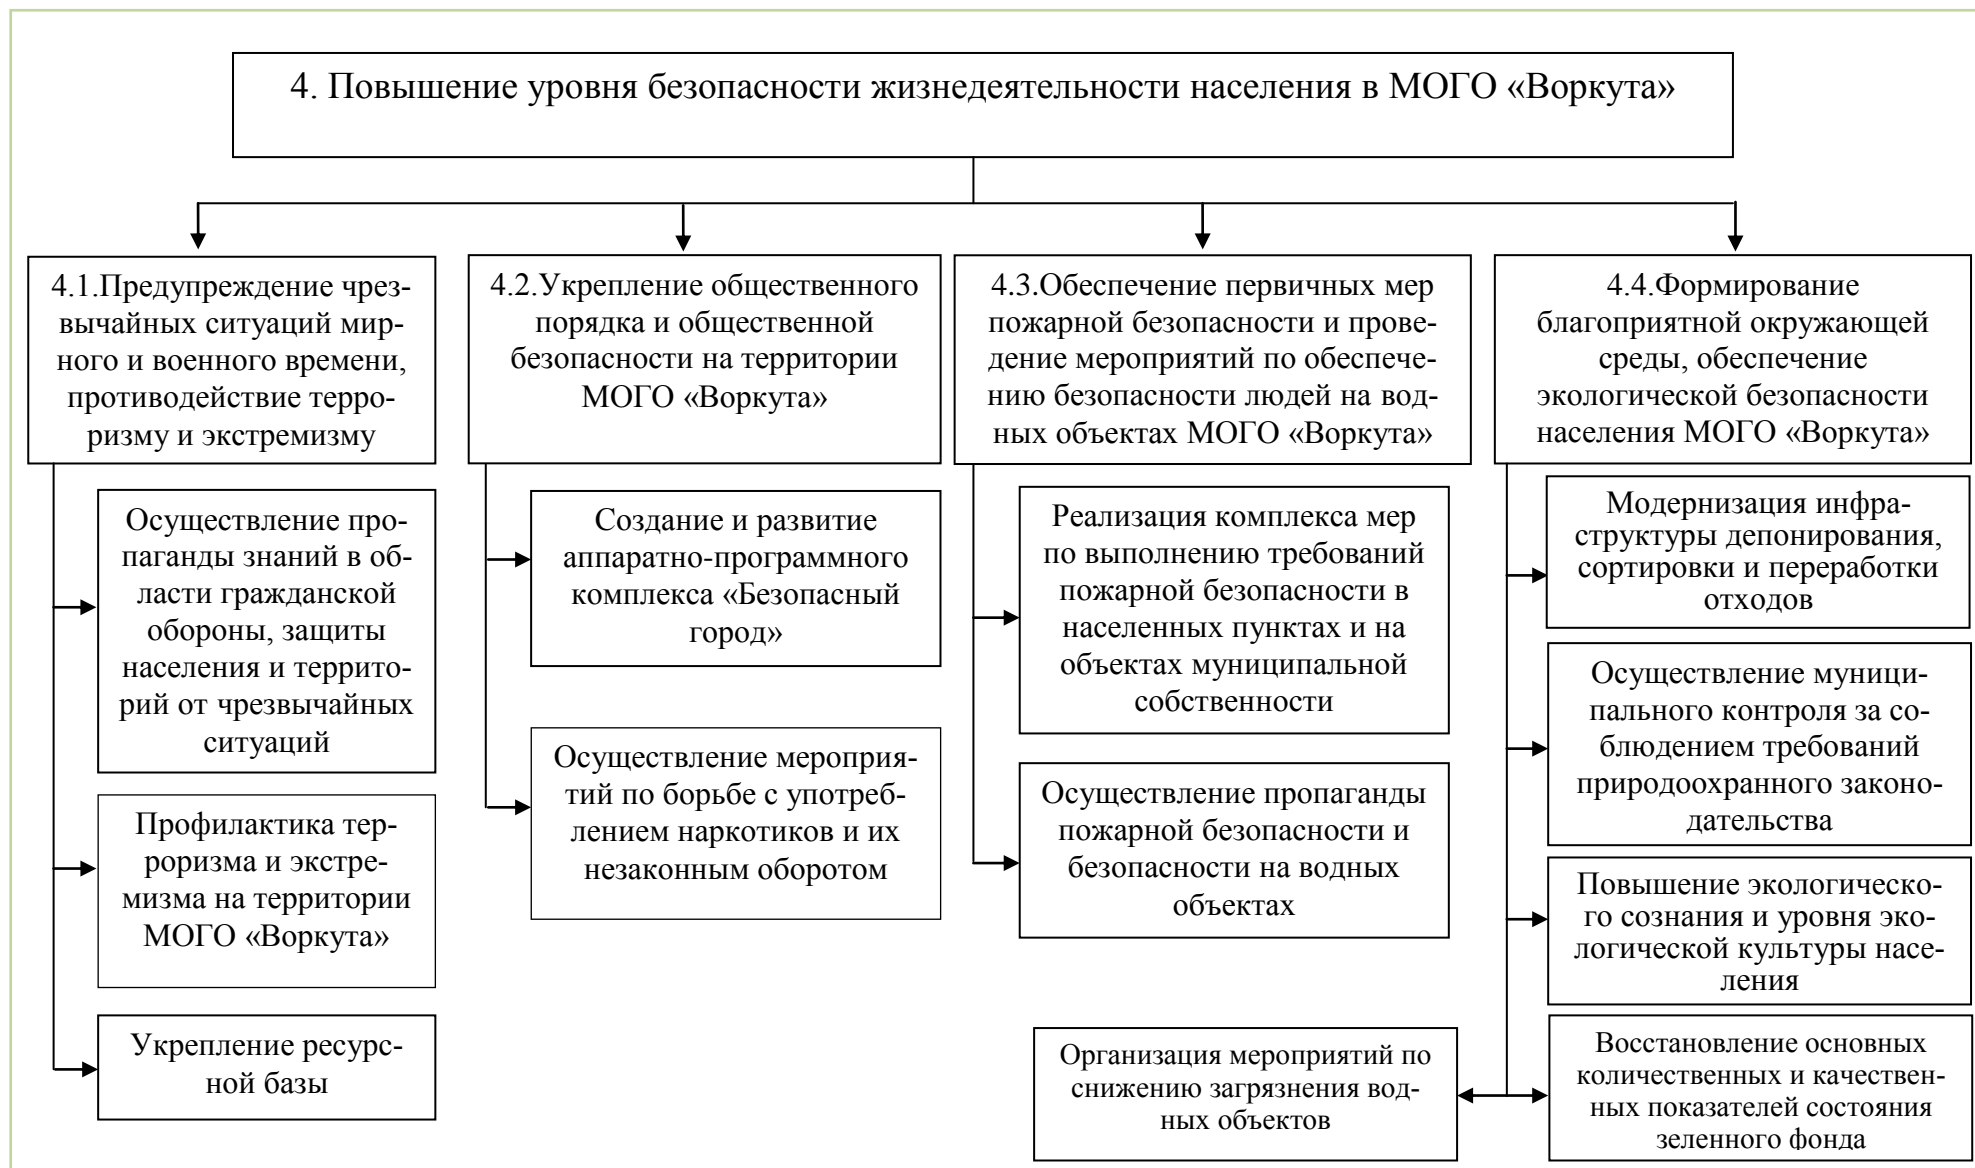 4. Повышение уровня безопасности жизнедеятельности населения в МОГО «Воркута»
4.1.Предупреждение чрез-
вычайных ситуаций мир-
ного и военного времени,
противодействие терро-
ризму и экстремизму
Осуществление про-
паганды знаний в об-
ласти гражданской
обороны, защиты
населения и террито-
рий от чрезвычайных
ситуаций
Профилактика тер-
роризма и экстре-
мизма на территории
МОГО «Воркута»
Укрепление ресурс-
ной базы
4.2.Укрепление общественного
порядка и общественной
безопасности на территории
МОГО «Воркута»
Создание и развитие
аппаратно-программного
комплекса «Безопасный
город»
Осуществление мероприя-
тий по борьбе с употреб-
лением наркотиков и их
незаконным оборотом
4.3.Обеспечение первичных мер
пожарной безопасности и прове-
дение мероприятий по обеспече-
нию безопасности людей на вод-
ных объектах МОГО «Воркута»
Реализация комплекса мер
по выполнению требований
пожарной безопасности в
населенных пунктах и на
объектах муниципальной
собственности
Осуществление пропаганды
пожарной безопасности и
безопасности на водных
объектах
4.4.Формирование
благоприятной окружающей
среды, обеспечение
экологической безопасности
населения МОГО «Воркута»
Модернизация инфра-
структуры депонирования,
сортировки и переработки
отходов
Осуществление муници-
пального контроля за со-
блюдением требований
природоохранного законо-
дательства
Повышение экологическо-
го сознания и уровня эко-
логической культуры насе-
ления
Организация мероприятий по
снижению загрязнения вод-
ных объектов
Восстановление основных
количественных и качествен-
ных показателей состояния
зеленного фонда